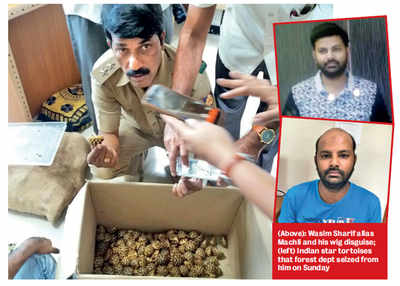 (Above): Wasim Sharif alias
Machli and his wig disguise;
(left) Indian star tortoises
that forest dept seized from
him on Sunday